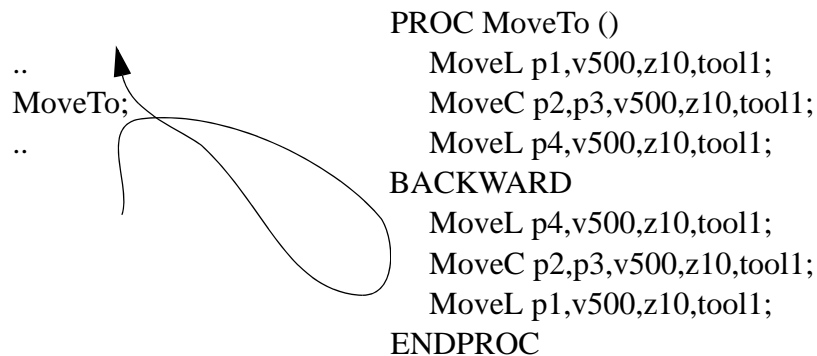 ..
MoveTo;
..
PROC MoveTo ()
MoveL p1,v500,z10,tool1;
MoveC p2,p3,v500,z10,tool1;
MoveL p4,v500,z10,tool1;
BACKWARD
MoveL p4,v500,z10,tool1;
MoveC p2,p3,v500,z10,tool1;
MoveL p1,v500,z10,tool1;
ENDPROC